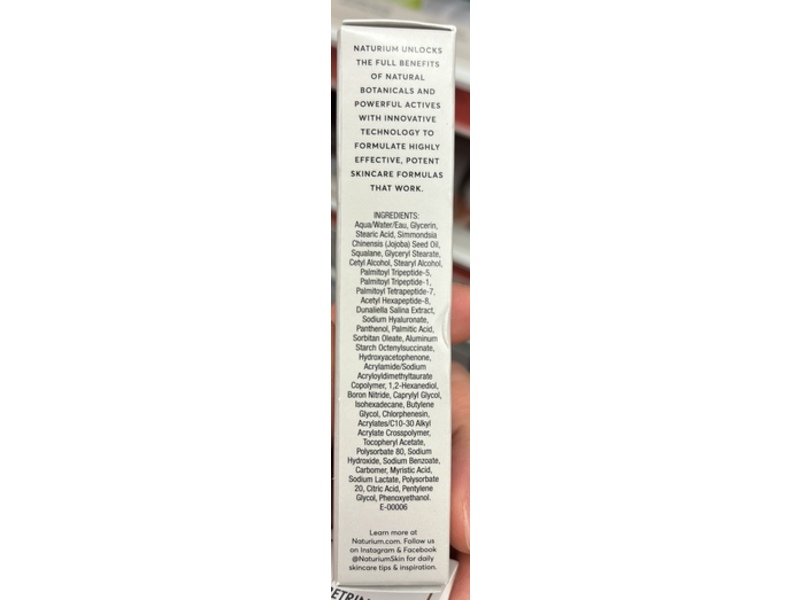 NATURIUM UNLOCKS
THE FULL BENEFITS
OF NATURAL
BOTANICALS AND
POWERFUL ACTIVES
WITH INNOVATIVE
TECHNOLOGY TO
FORMULATE HIGHLY
EFFECTIVE, POTENT
SKINCARE FORMULAS
THAT WORK.
INGREDIENTS:
Aqua/Water/Eau, Glycerin,
Stearic Acid, Simmondsia
Chinensis (Jojoba) Seed Oil,
Squalane, Glyceryl Stearate,
Cetyl Alcohol, Stearyl Alcohol,
Palmitoyl Tripeptide-5,
Palmitoyl Tripeptide-1,
Palmitoyl Tetrapeptide-7,
Acetyl Hexapeptide-8,
Dunaliella Salina Extract,
Sodium Hyaluronate,
Panthenol, Palmitic Acid,
Sorbitan Oleate, Aluminum
Starch Octenylsuccinate,
Hydroxyacetophenone,
Acrylamide/Sodium
Acryloyldimethyltaurate
Copolymer, 1,2-Hexanediol,
Boron Nitride, Caprylyl Glycol,
Isohexadecane, Butylene
Glycol, Chlorphenesin,
Acrylates/C10-30 Alkyl
Acrylate Crosspolymer,
Tocopheryl Acetate,
Polysorbate 80, Sodium
Hydroxide, Sodium Benzoate,
Carbomer, Myristic Acid,
Sodium Lactate, Polysorbate
20, Citric Acid, Pentylene
Glycol, Phenoxyethanol.
E-00006
Learn more at
Naturium.com. Follow us
on Instagram & Facebook
@NaturiumSkin for daily
skincare tips & inspiration.